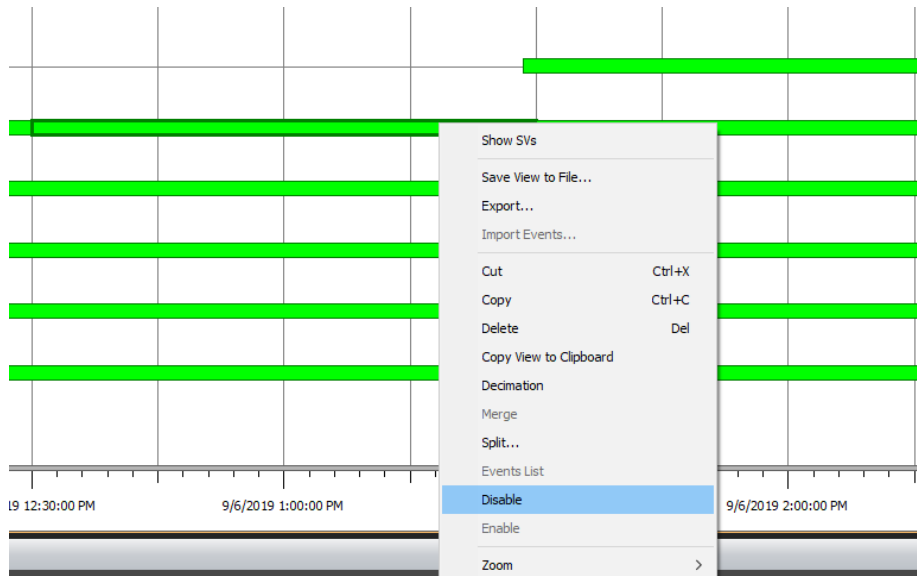 Show SVs
Save View to File...
Export...
Import Events...
Cut Ctrl+X
Copy Ctrl+C
Delete Del
Copy View to Clipboard
Decimation
Merge
Split...
Events List
Disable
Enable
Zoom >
19 12:30:00 PM 9/6/2019 1:00:00 PM 9/6/2019 2:00:00 PM